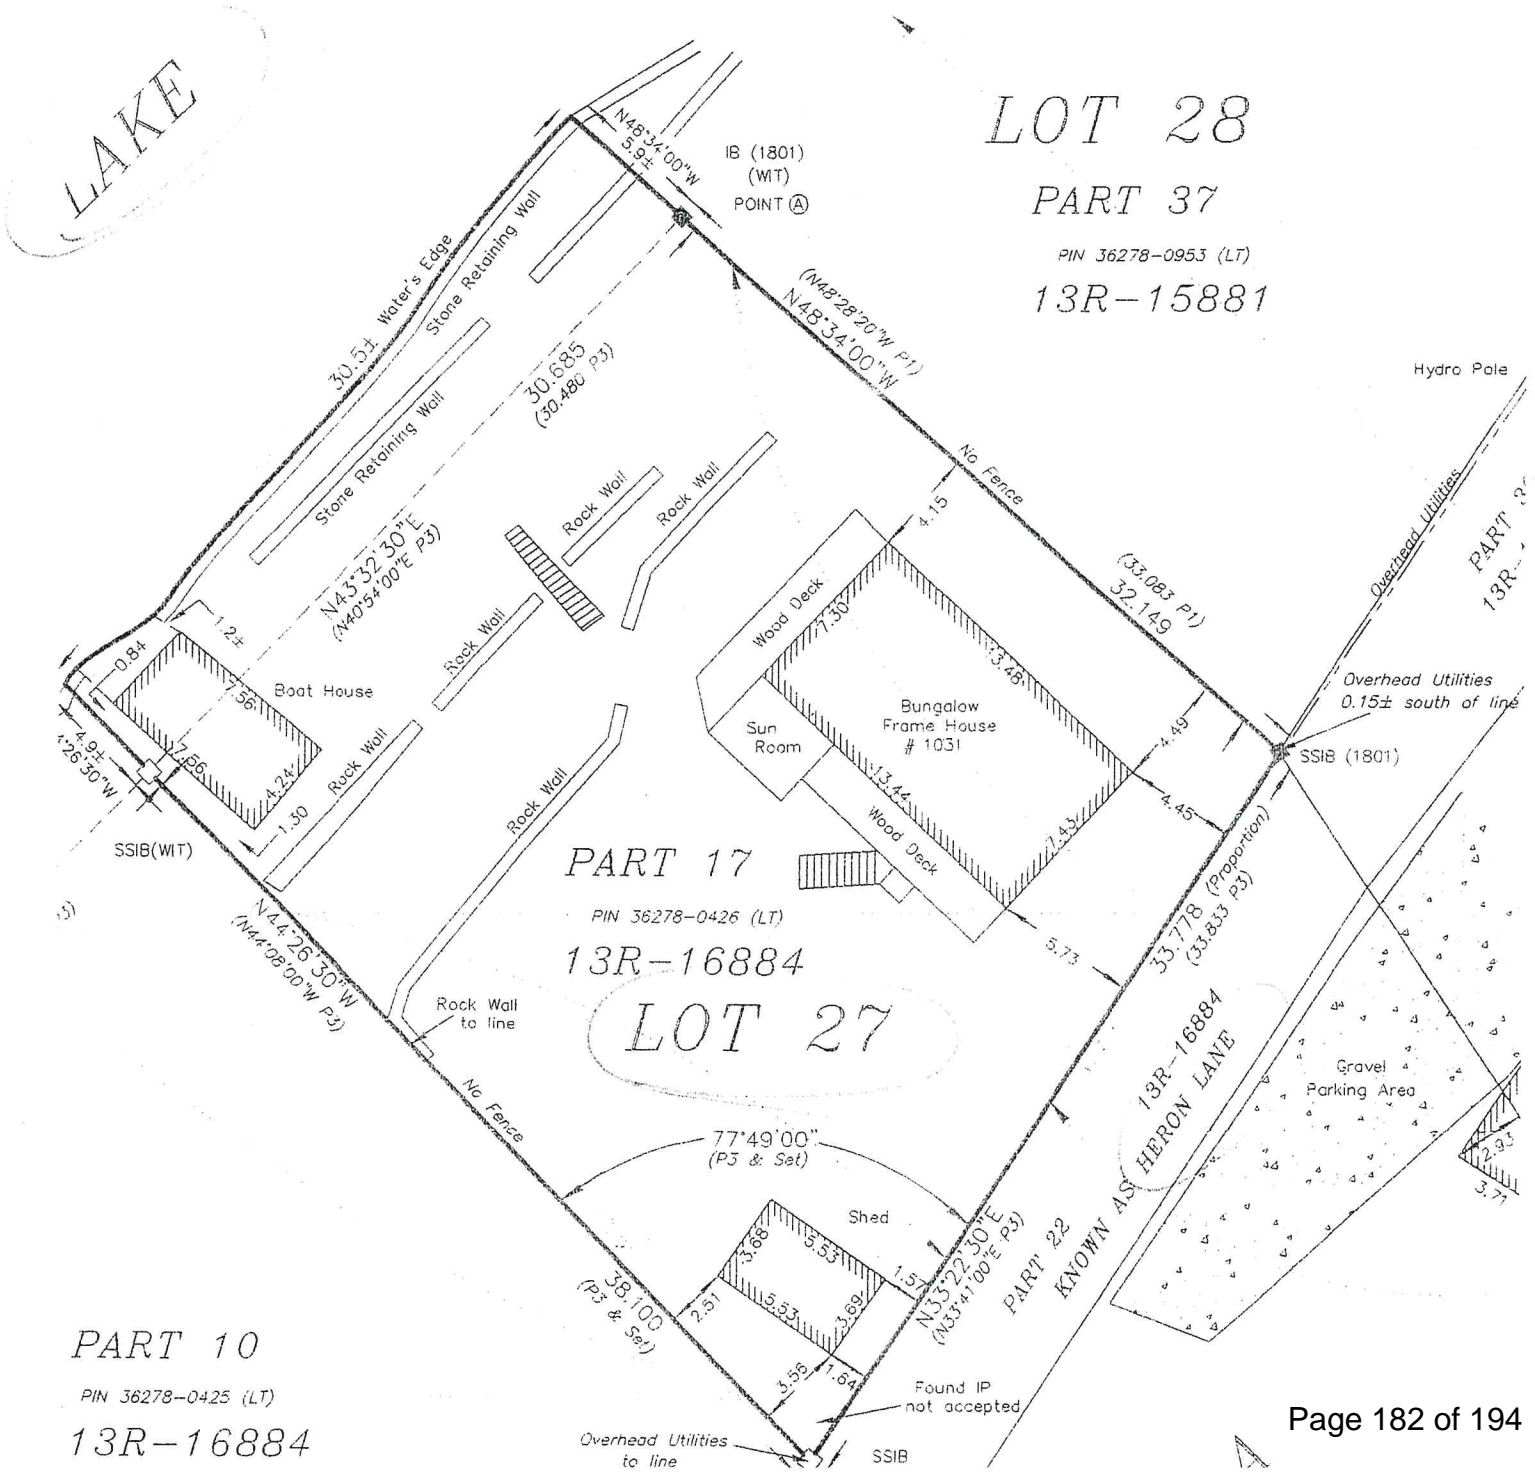 LAKE
LOT 28
PART 37
PIN 36278-0953 (LT)
13R-15881
N48°34'00"W
5.9±
IB (1801)
(WIT)
POINT Ⓐ
Water's Edge
30.5±
Stone Retaining Wall
Stone Retaining Wall
30.685
(30.480 P3)
N43°32'30"E
(N40°54'00"E P3)
(N48°28'20"W P1)
N48°34'00"W
No Fence
(33.083 P1)
32.149
Hydro Pole
Overhead Utilities
PART
13R-
Overhead Utilities
0.15± south of line
SSIB (1801)
Rock Wall
Rock Wall
Rock Wall
Rock Wall
Rock Wall
4.15
Wood Deck
7.30
13.48
Bungalow
Frame House
# 1031
Sun
Room
13.44
Wood Deck
7.43
4.49
4.45
5.73
1.2±
0.84
7.56
Boat House
7.56
4.24
1.30
4.9±
26'30"W
SSIB(WIT)
N44°26'30"W
(N44°08'00"W P3)
PART 17
PIN 36278-0426 (LT)
13R-16884
LOT 27
Rock Wall
to line
No Fence
77°49'00"
(P3 & Set)
33.778 (Proportion)
(33.833 P3)
13R-16884
PART 22
KNOWN AS HERON LANE
Gravel
Parking Area
2.93
3.71
Shed
3.68
5.53
5.53
3.69
1.57
2.51
3.56
1.64
N33°22'30"E
(N33°41'00"E P3)
38.100
(P3 & Set)
PART 10
PIN 36278-0425 (LT)
13R-16884
Found IP
not accepted
Overhead Utilities
to line
SSIB
Page 182 of 194